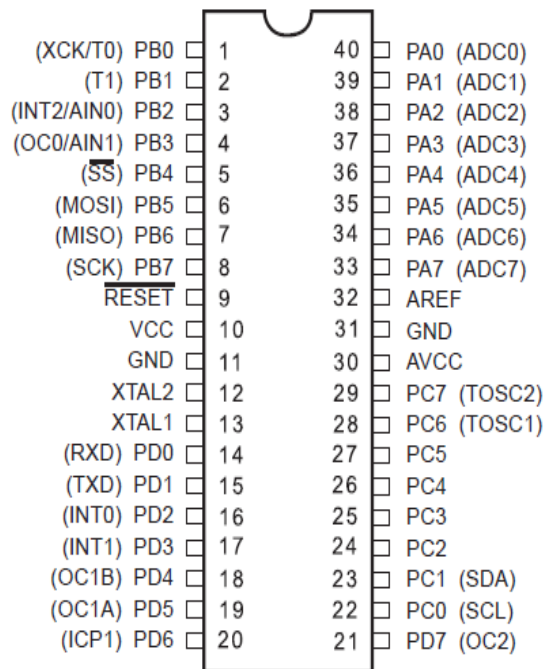 (XCK/T0) PB0 1 40 PA0 (ADC0)
(T1) PB1 2 39 PA1 (ADC1)
(INT2/AIN0) PB2 3 38 PA2 (ADC2)
(OC0/AIN1) PB3 4 37 PA3 (ADC3)
(SS) PB4 5 36 PA4 (ADC4)
(MOSI) PB5 6 35 PA5 (ADC5)
(MISO) PB6 7 34 PA6 (ADC6)
(SCK) PB7 8 33 PA7 (ADC7)
RESET 9 32 AREF
VCC 10 31 GND
GND 11 30 AVCC
XTAL2 12 29 PC7 (TOSC2)
XTAL1 13 28 PC6 (TOSC1)
(RXD) PD0 14 27 PC5
(TXD) PD1 15 26 PC4
(INT0) PD2 16 25 PC3
(INT1) PD3 17 24 PC2
(OC1B) PD4 18 23 PC1 (SDA)
(OC1A) PD5 19 22 PC0 (SCL)
(ICP1) PD6 20 21 PD7 (OC2)